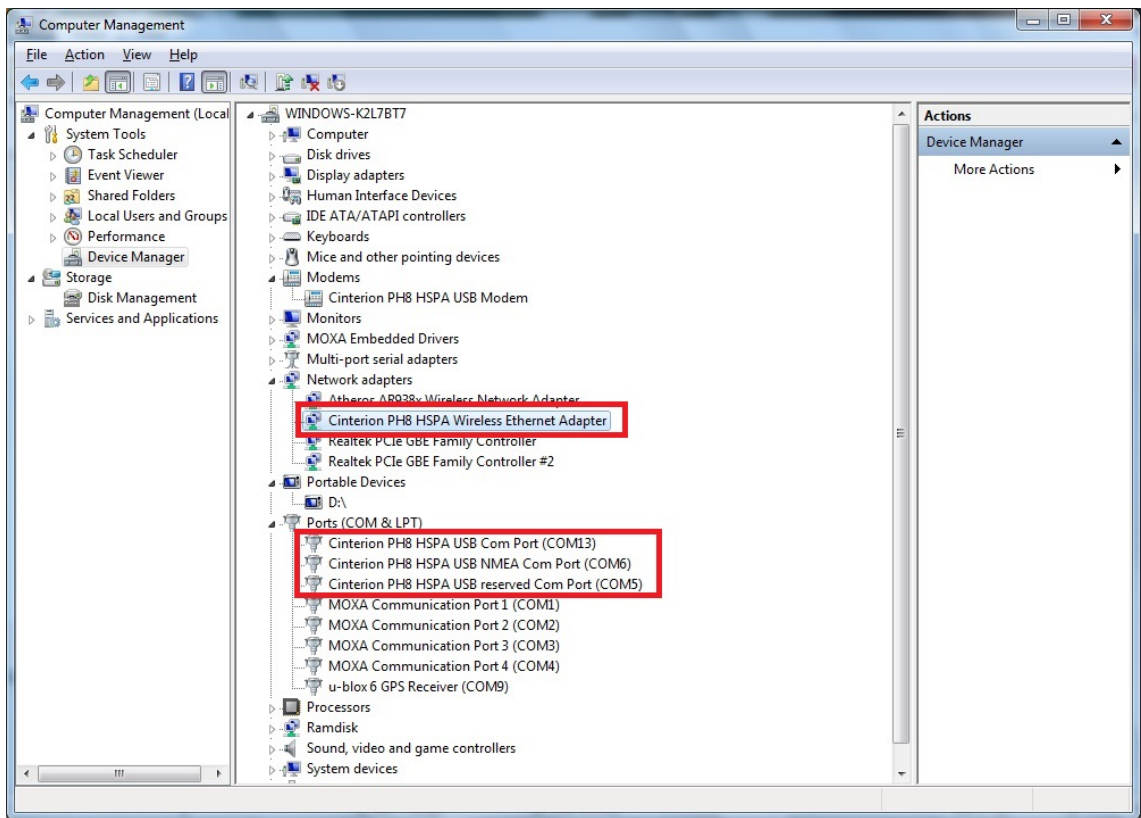 Computer Management
File Action View Help
Computer Management (Local
System Tools
Task Scheduler
Event Viewer
Shared Folders
Local Users and Groups
Performance
Device Manager
Storage
Disk Management
Services and Applications
WINDOWS-K2L7BT7
Computer
Disk drives
Display adapters
Human Interface Devices
IDE ATA/ATAPI controllers
Keyboards
Mice and other pointing devices
Modems
Cinterion PH8 HSPA USB Modem
Monitors
MOXA Embedded Drivers
Multi-port serial adapters
Network adapters
Atheros AR938x Wireless Network Adapter
Cinterion PH8 HSPA Wireless Ethernet Adapter
Realtek PCIe GBE Family Controller
Realtek PCIe GBE Family Controller #2
Portable Devices
D:\
Ports (COM & LPT)
Cinterion PH8 HSPA USB Com Port (COM13)
Cinterion PH8 HSPA USB NMEA Com Port (COM6)
Cinterion PH8 HSPA USB reserved Com Port (COM5)
MOXA Communication Port 1 (COM1)
MOXA Communication Port 2 (COM2)
MOXA Communication Port 3 (COM3)
MOXA Communication Port 4 (COM4)
u-blox 6 GPS Receiver (COM9)
Processors
Ramdisk
Sound, video and game controllers
System devices
Actions
Device Manager
More Actions